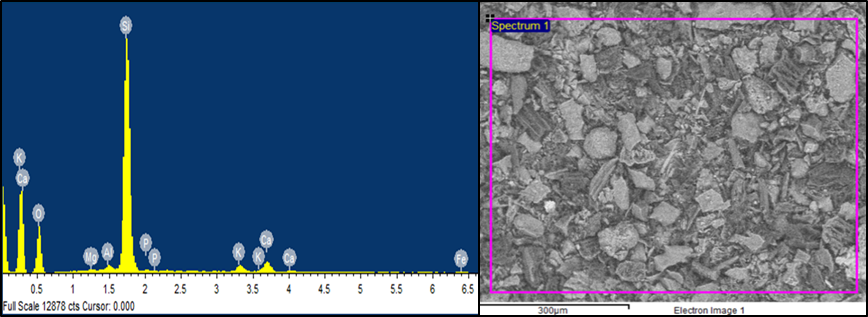 Si
K
Ca
O
Mg
Al
P
P
K
K
Ca
Ca
Fe
0.5 1 1.5 2 2.5 3 3.5 4 4.5 5 5.5 6 6.5
Full Scale 12878 cts Cursor: 0.000
Spectrum 1
300µm
Electron Image 1